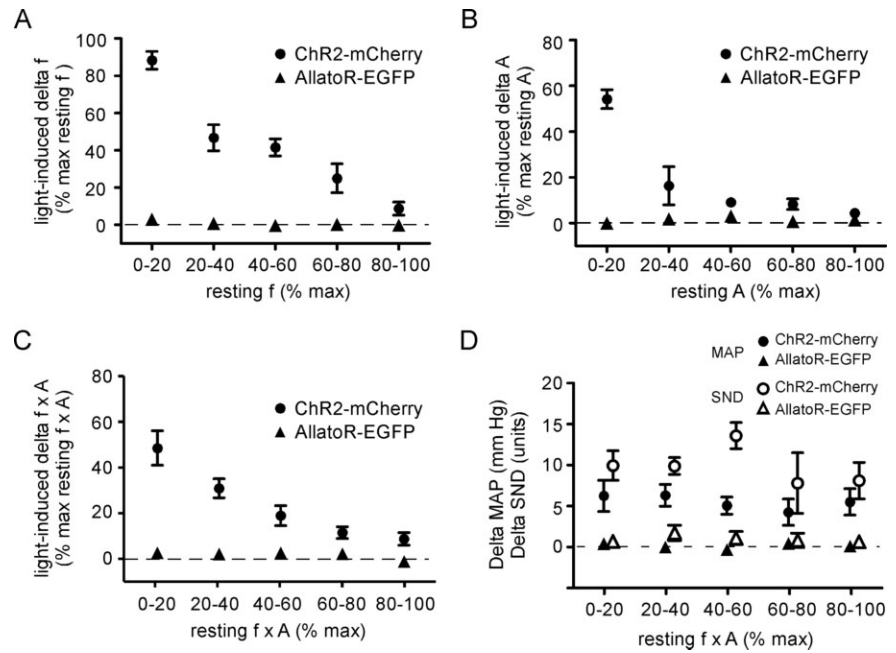 A
light-induced delta f
(% max resting f )
100
80
60
40
20
0
ChR2-mCherry
AllatoR-EGFP
0-20 20-40 40-60 60-80 80-100
resting f (% max)
B
light-induced delta A
(% max resting A)
80
60
40
20
0
ChR2-mCherry
AllatoR-EGFP
0-20 20-40 40-60 60-80 80-100
resting A (% max)
C
light-induced delta f x A
(% max resting f x A)
80
60
40
20
0
ChR2-mCherry
AllatoR-EGFP
0-20 20-40 40-60 60-80 80-100
resting f x A (% max)
D
MAP
ChR2-mCherry
AllatoR-EGFP
SND
ChR2-mCherry
AllatoR-EGFP
Delta MAP (mm Hg)
Delta SND (units)
20
15
10
5
0
0-20 20-40 40-60 60-80 80-100
resting f x A (% max)